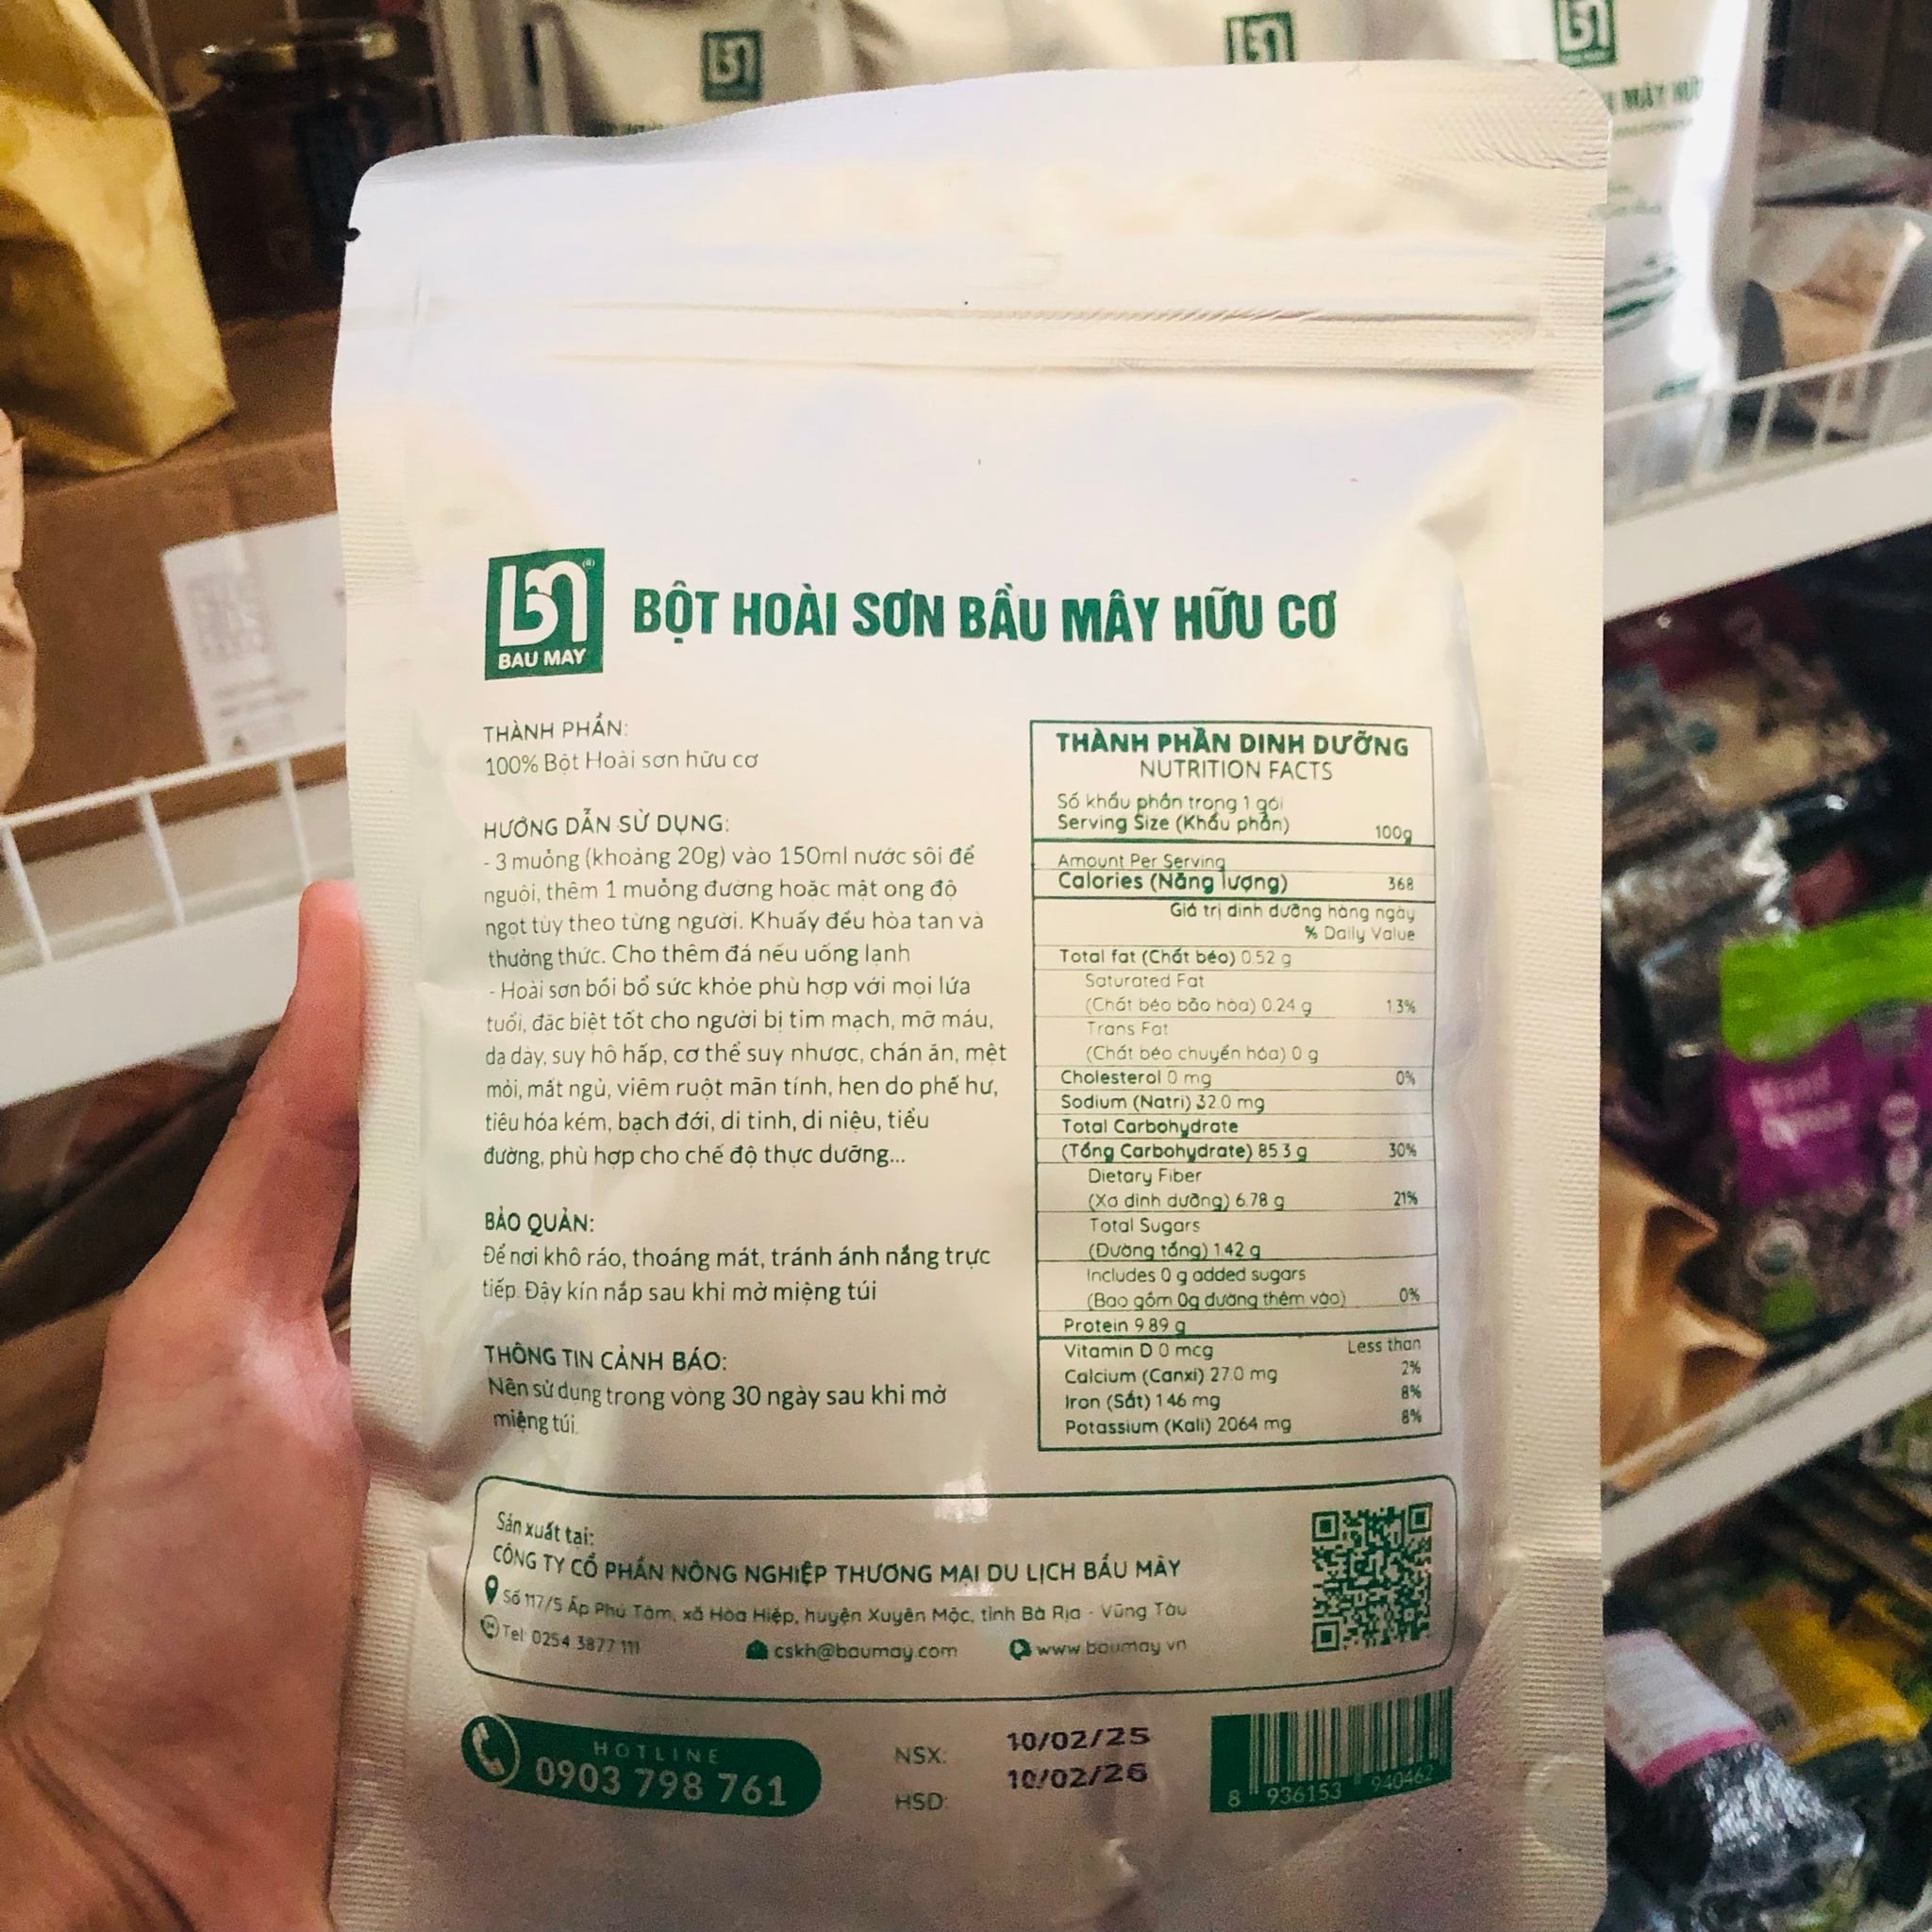 BAU MAY
BỘT HOÀI SƠN BẦU MÂY HỮU CƠ
THÀNH PHẦN:
100% Bột Hoài sơn hữu cơ
HƯỚNG DẪN SỬ DỤNG:
- 3 muỗng (khoảng 20g) vào 150ml nước sôi để
nguôi, thêm 1 muỗng đường hoặc mật ong độ
ngọt tùy theo từng người. Khuấy đều hòa tan và
thưởng thức. Cho thêm đá nếu uống lạnh
- Hoài sơn bồi bổ sức khỏe phù hợp với mọi lứa
tuổi, đặc biệt tốt cho người bị tim mạch, mỡ máu,
dạ dày, suy hô hấp, cơ thể suy nhược, chán ăn, mệt
mỏi, mất ngủ, viêm ruột mãn tính, hen do phế hư,
tiêu hóa kém, bạch đới, di tinh, di niệu, tiểu
đường, phù hợp cho chế độ thực dưỡng...
BẢO QUẢN:
Để nơi khô ráo, thoáng mát, tránh ánh nắng trực
tiếp. Đậy kín nắp sau khi mở miệng túi
THÔNG TIN CẢNH BÁO:
Nên sử dụng trong vòng 30 ngày sau khi mở
miệng túi.
THÀNH PHẦN DINH DƯỠNG
NUTRITION FACTS
Số khẩu phần trong 1 gói
Serving Size (Khẩu phần) 100g
Amount Per Serving
Calories (Năng lượng) 368
Giá trị dinh dưỡng hàng ngày
% Daily Value
Total fat (Chất béo) 0.52 g
Saturated Fat
(Chất béo bão hòa) 0.24 g 1.3%
Trans Fat
(Chất béo chuyển hóa) 0 g
Cholesterol 0 mg 0%
Sodium (Natri) 32.0 mg
Total Carbohydrate
(Tổng Carbohydrate) 85.3 g 30%
Dietary Fiber
(Xơ dinh dưỡng) 6.78 g 21%
Total Sugars
(Đường tổng) 1.42 g
Includes 0 g added sugars
(Bao gồm 0g đường thêm vào) 0%
Protein 9.89 g
Vitamin D 0 mcg Less than
Calcium (Canxi) 27.0 mg 2%
Iron (Sắt) 1.46 mg 8%
Potassium (Kali) 2064 mg 8%
Sản xuất tại:
CÔNG TY CỔ PHẦN NÔNG NGHIỆP THƯƠNG MẠI DU LỊCH BẦU MÂY
Số 117/5 Ấp Phú Tâm, xã Hòa Hiệp, huyện Xuyên Mộc, tỉnh Bà Rịa - Vũng Tàu
Tel: 0254 3877 111 cskh@baumay.com www.baumay.vn
HOTLINE
0903 798 761
NSX: 10/02/25
HSD: 10/02/26
8 936153 940462